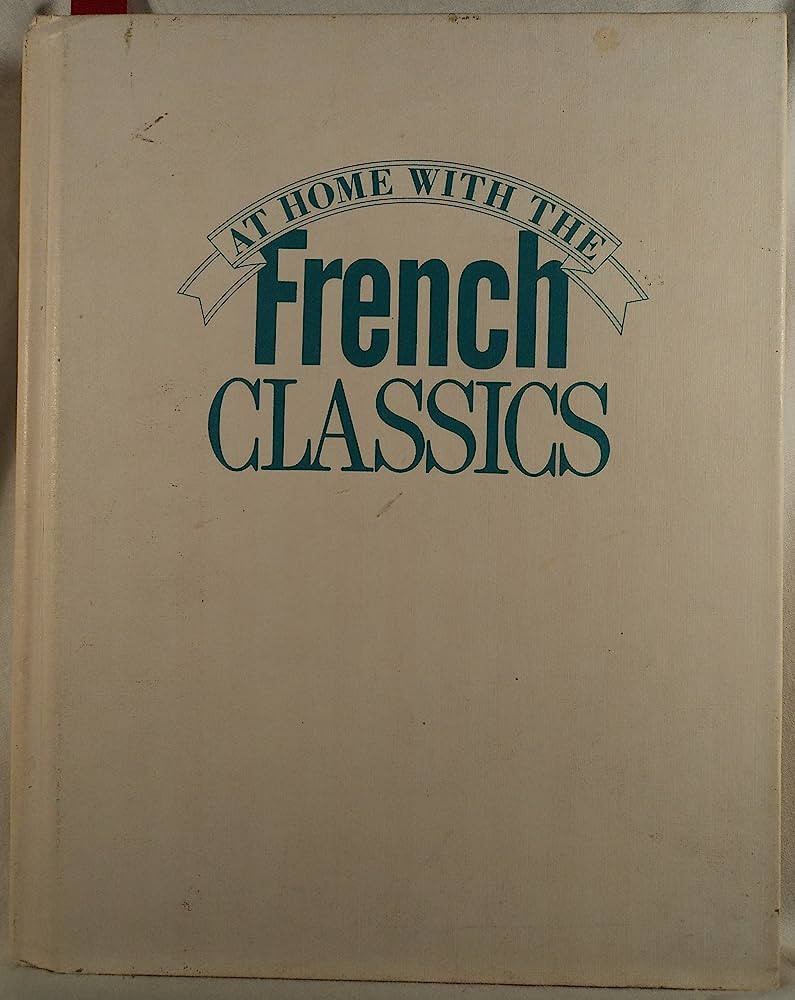 AT HOME WITH THE
French
CLASSICS